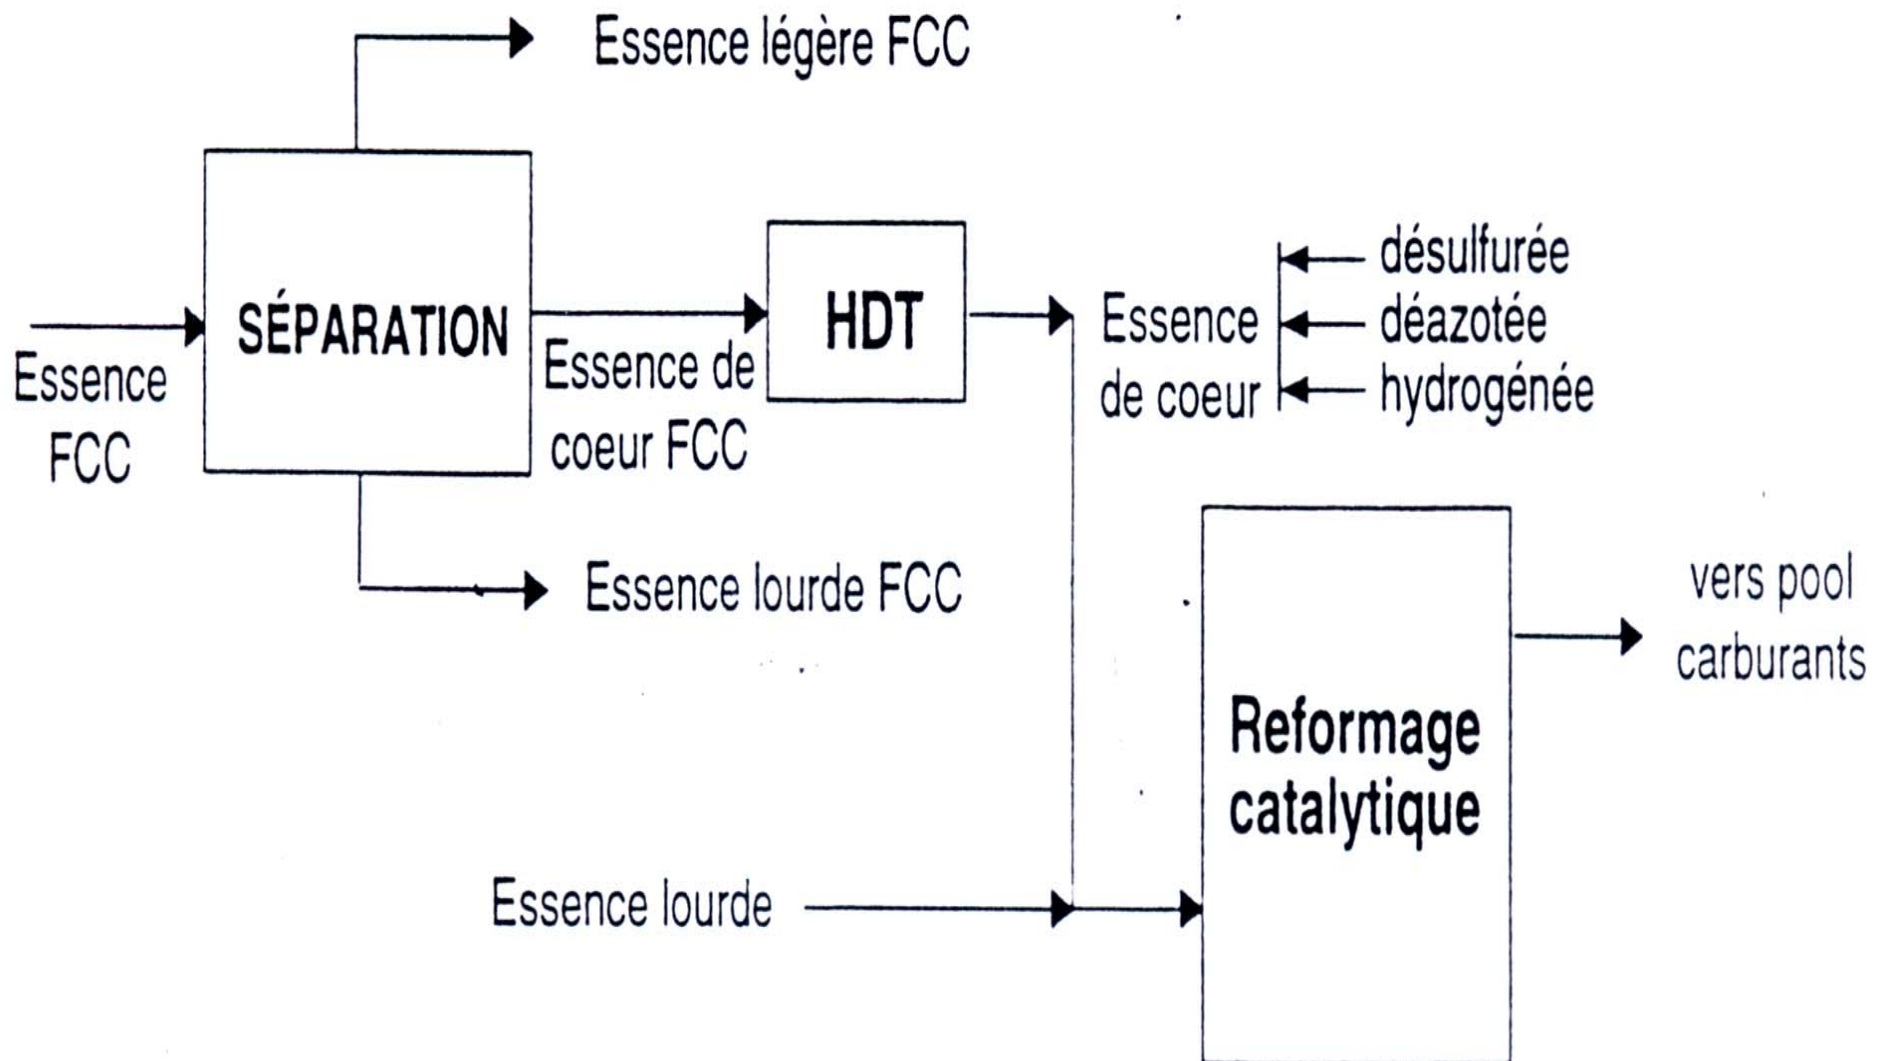 Essence légère FCC
SÉPARATION
Essence
FCC
Essence de
coeur FCC
HDT
Essence
de coeur
désulfurée
déazotée
hydrogénée
Essence lourde FCC
vers pool
carburants
Reformage
catalytique
Essence lourde